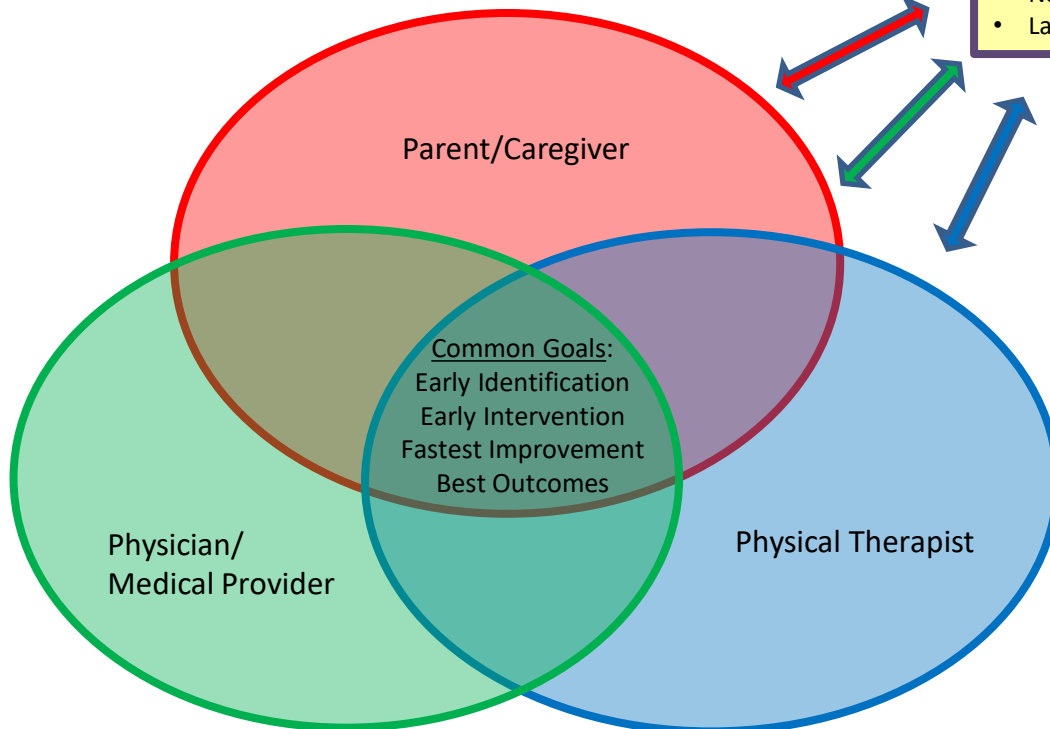 Parent/Caregiver
Common Goals:
Early Identification
Early Intervention
Fastest Improvement
Best Outcomes
Physician/
Medical Provider
Physical Therapist